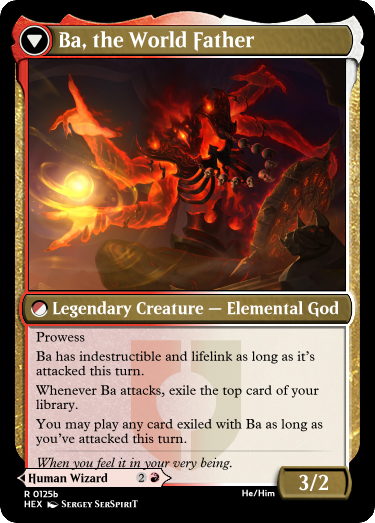 Ba, the World Father
Legendary Creature — Elemental God
Prowess
Ba has indestructible and lifelink as long as it's
attacked this turn.
Whenever Ba attacks, exile the top card of your
library.
You may play any card exiled with Ba as long as
you've attacked this turn.
When you feel it in your very being.
Human Wizard 2
3/2
R 0125b
He/Him
HEX SERGEY SERSPIRIT